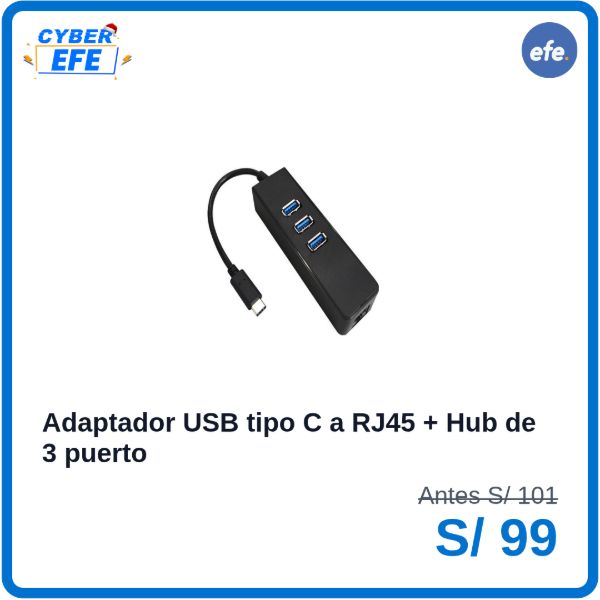 CYBER
EFE
efe.
Adaptador USB tipo C a RJ45 + Hub de
3 puerto
Antes S/ 101
S/ 99